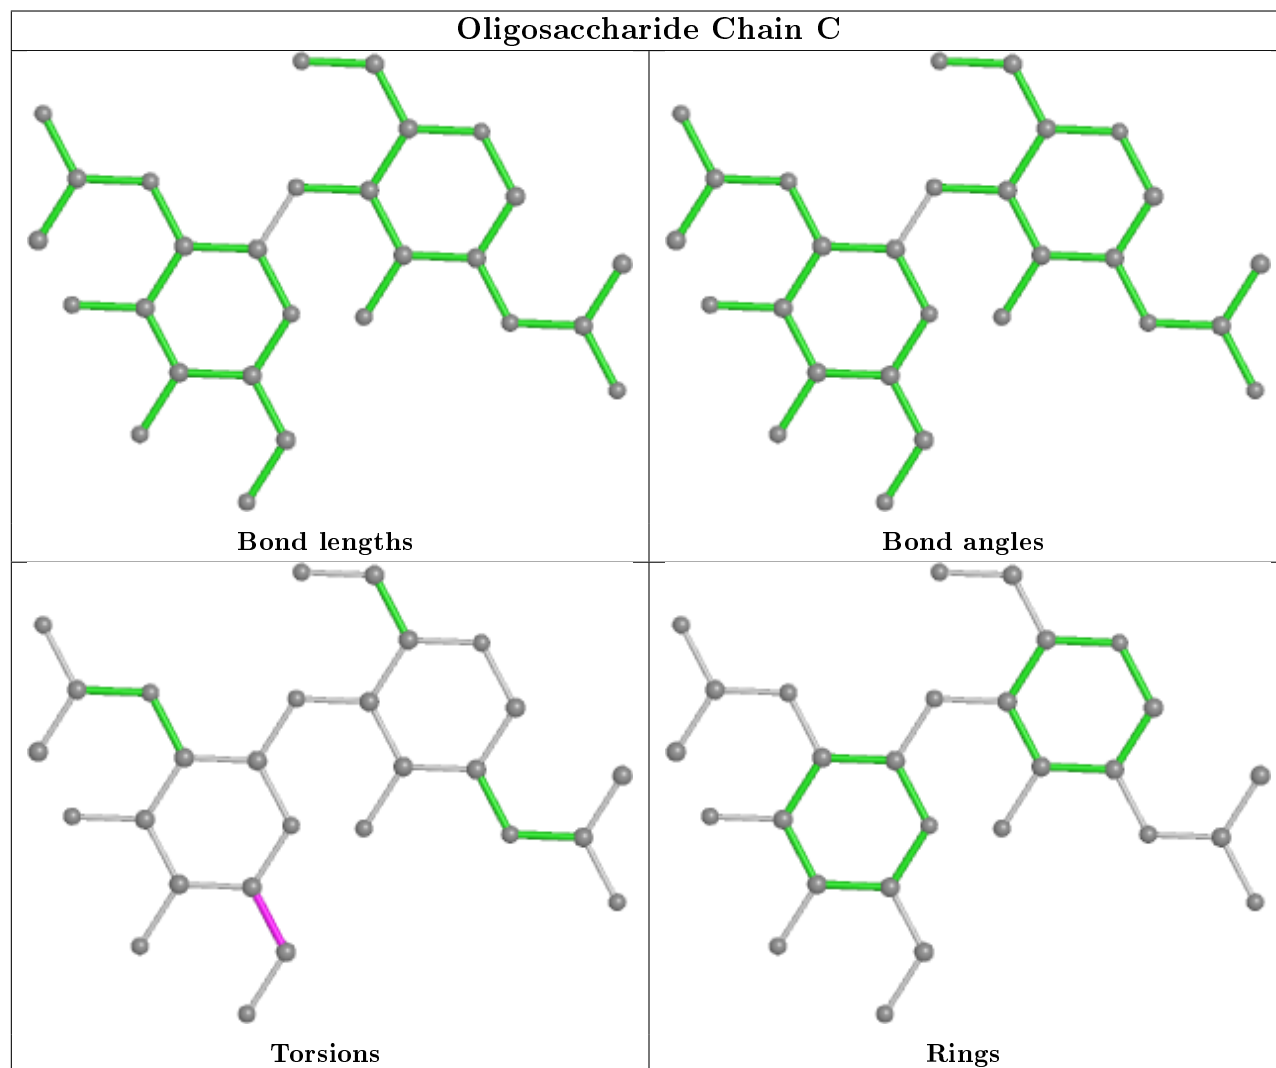 Oligosaccharide Chain C
Bond lengths
Bond angles
Torsions
Rings